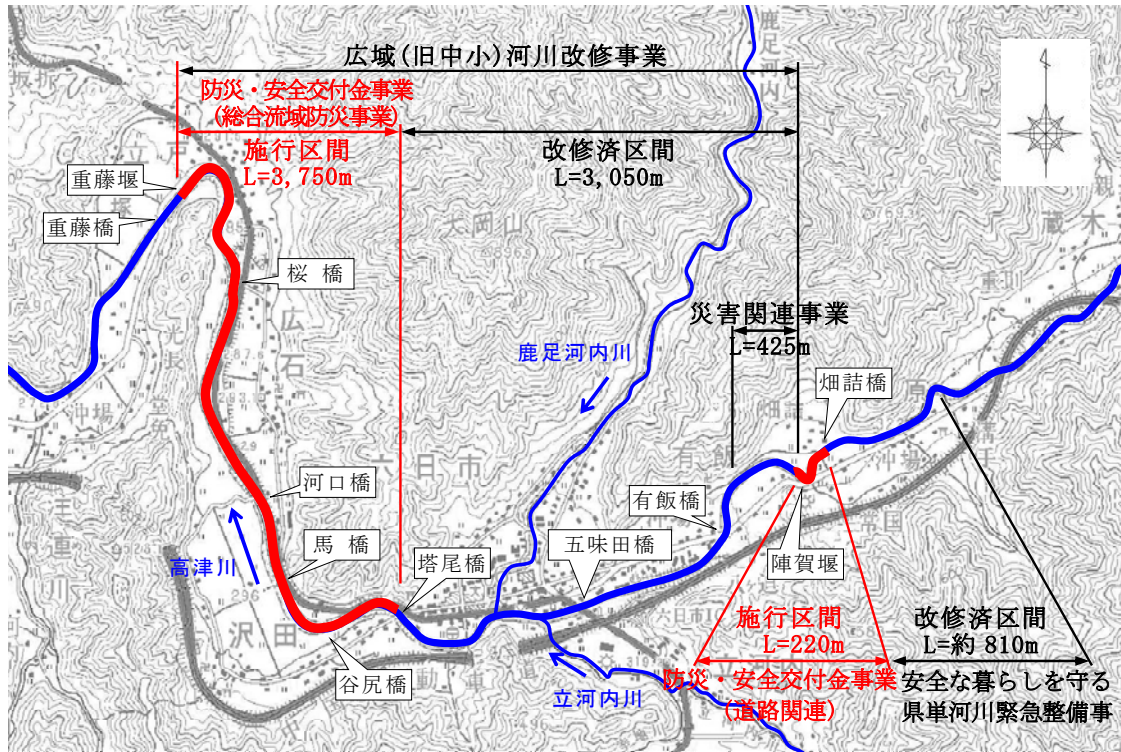 広域(旧中小)河川改修事業
防災・安全交付金事業
(総合流域防災事業)
施行区間
L=3,750m
改修済区間
L=3,050m
重藤堰
重藤橋
桜 橋
広石
災害関連事業
L=425m
鹿足河内川
畑詰橋
河口橋
六日市
有飯橋
馬 橋
五味田橋
陣賀堰
高津川
塔尾橋
沢田
谷尻橋
立河内川
施行区間
L=220m
防災・安全交付金事業
(道路関連)
改修済区間
L=約 810m
安全な暮らしを守る
県単河川緊急整備事